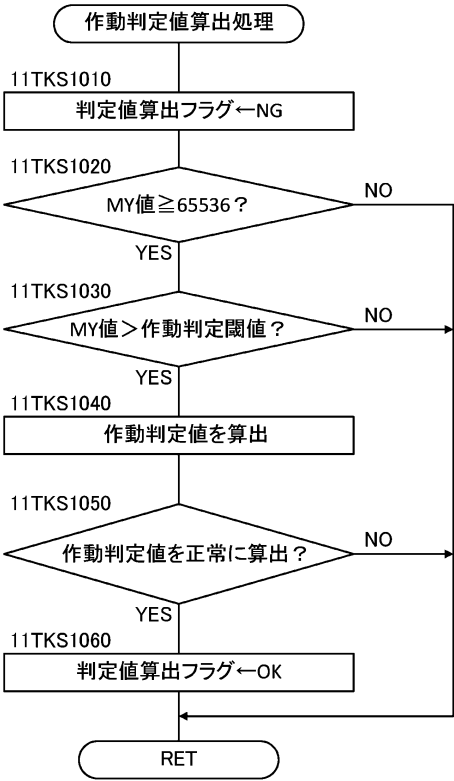 作動判定値算出処理
11TKS1010
判定値算出フラグ←NG
11TKS1020
MY値≧65536?
NO
YES
11TKS1030
MY値>作動判定閾値?
NO
YES
11TKS1040
作動判定値を算出
11TKS1050
作動判定値を正常に算出?
NO
YES
11TKS1060
判定値算出フラグ←OK
RET